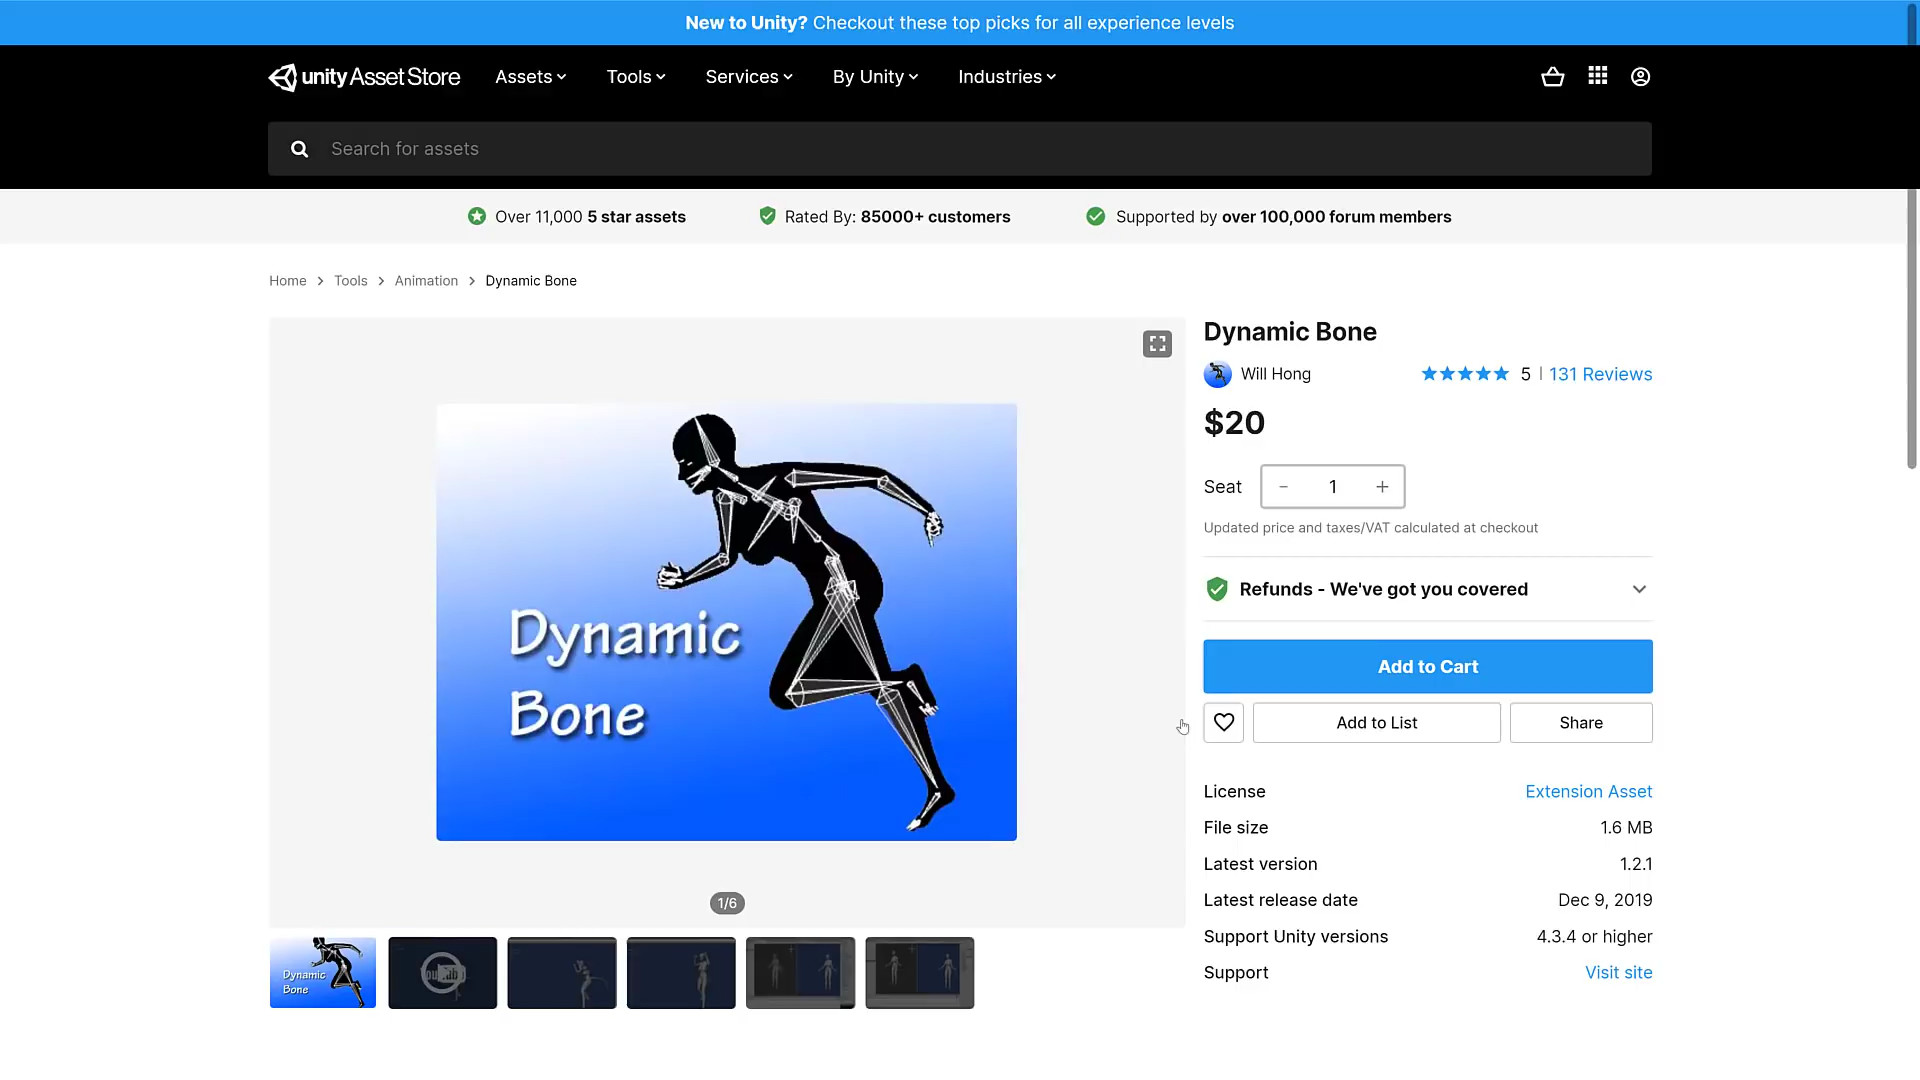 New to Unity? Checkout these top picks for all experience levels
unity Asset Store
Assets
Tools
Services
By Unity
Industries
Search for assets
Over 11,000 5 star assets
Rated By: 85000+ customers
Supported by over 100,000 forum members
Home
Tools
Animation
Dynamic Bone
Dynamic
Bone
1/6
Dynamic
Bone
Dynamic Bone
Will Hong
5 | 131 Reviews
$20
Seat
- 1 +
Updated price and taxes/VAT calculated at checkout
Refunds - We've got you covered
Add to Cart
Add to List
Share
License Extension Asset
File size 1.6 MB
Latest version 1.2.1
Latest release date Dec 9, 2019
Support Unity versions 4.3.4 or higher
Support Visit site